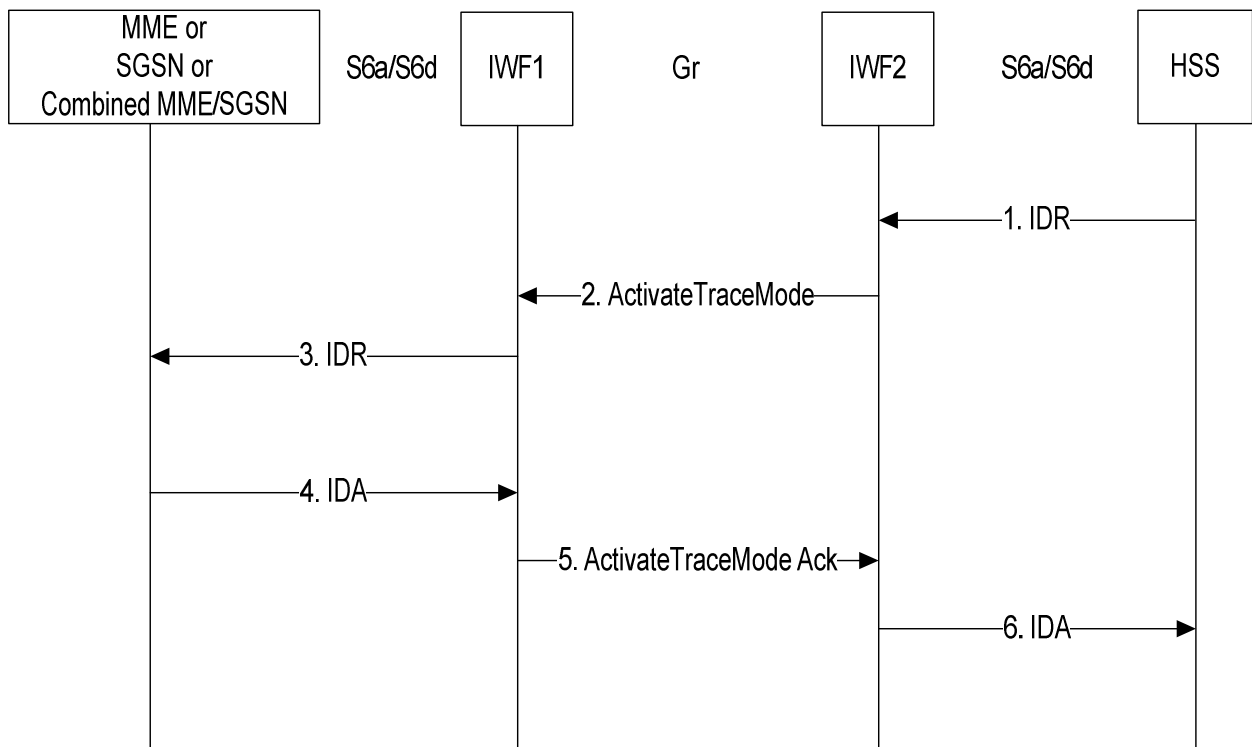 MME or
SGSN or
Combined MME/SGSN
S6a/S6d
IWF1
Gr
IWF2
S6a/S6d
HSS
1. IDR
2. ActivateTraceMode
3. IDR
4. IDA
5. ActivateTraceMode Ack
6. IDA